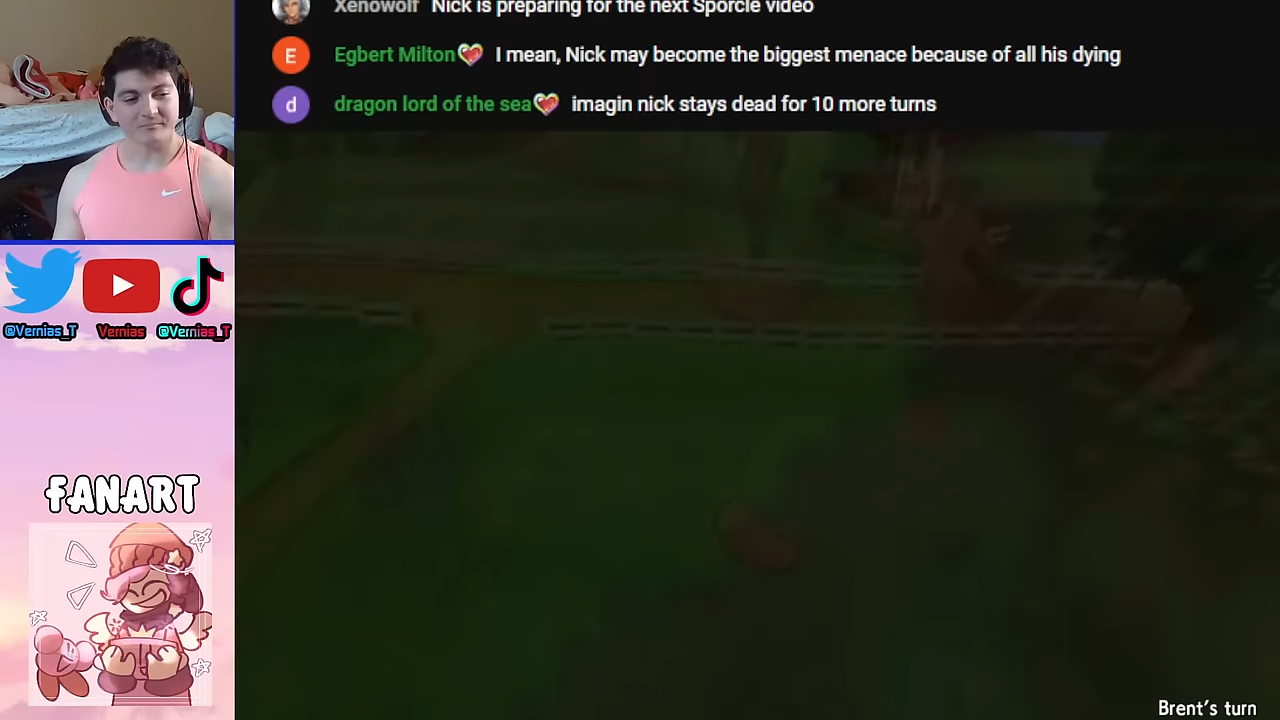 Xenowolf Nick is preparing for the next Sporcle video
E Egbert Milton I mean, Nick may become the biggest menace because of all his dying
d dragon lord of the sea imagin nick stays dead for 10 more turns
@Vernias_T Vernias @Vernias_T
FANART
Brent's turn